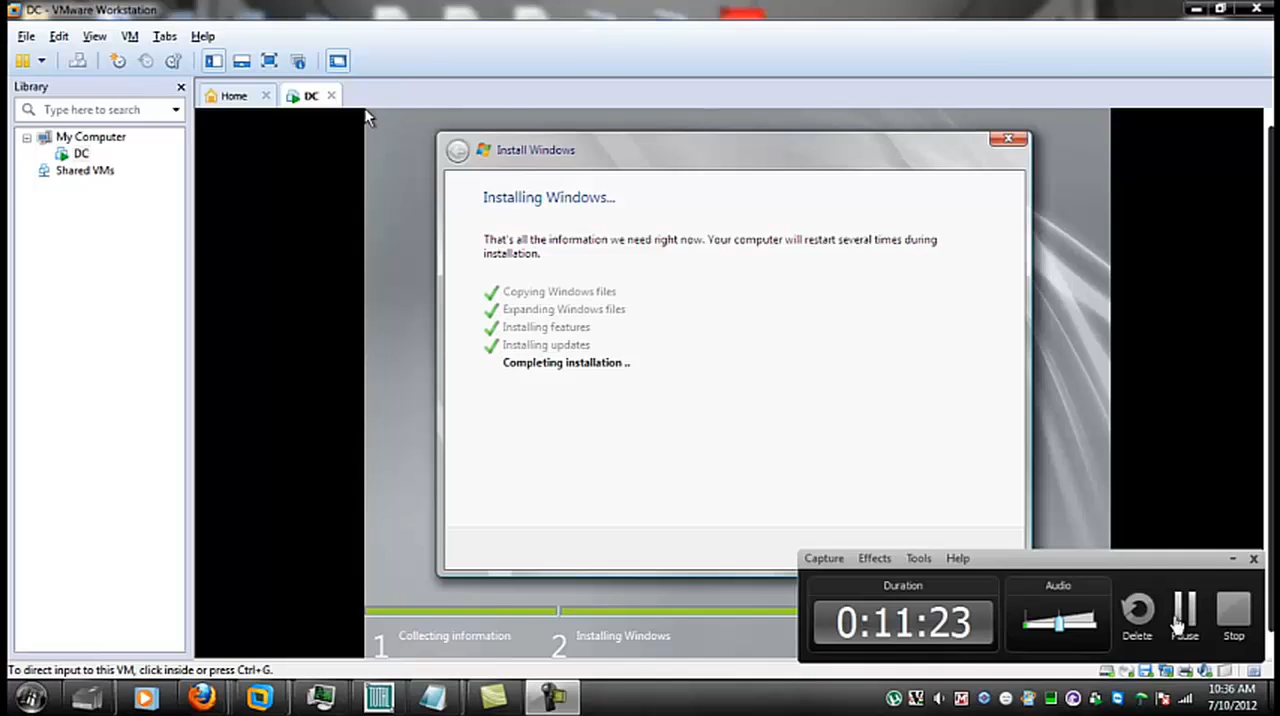 DC - VMware Workstation
File Edit View VM Tabs Help
Library
Home
DC
Type here to search
My Computer
DC
Shared VMs
Install Windows
Installing Windows...
That's all the information we need right now. Your computer will restart several times during
installation.
Copying Windows files
Expanding Windows files
Installing features
Installing updates
Completing installation ..
Capture Effects Tools Help
Duration
Audio
0:11:23
Delete
Pause
Stop
1 Collecting information
2 Installing Windows
To direct input to this VM, click inside or press Ctrl+G.
TOTAL
10:36 AM
7/10/2012